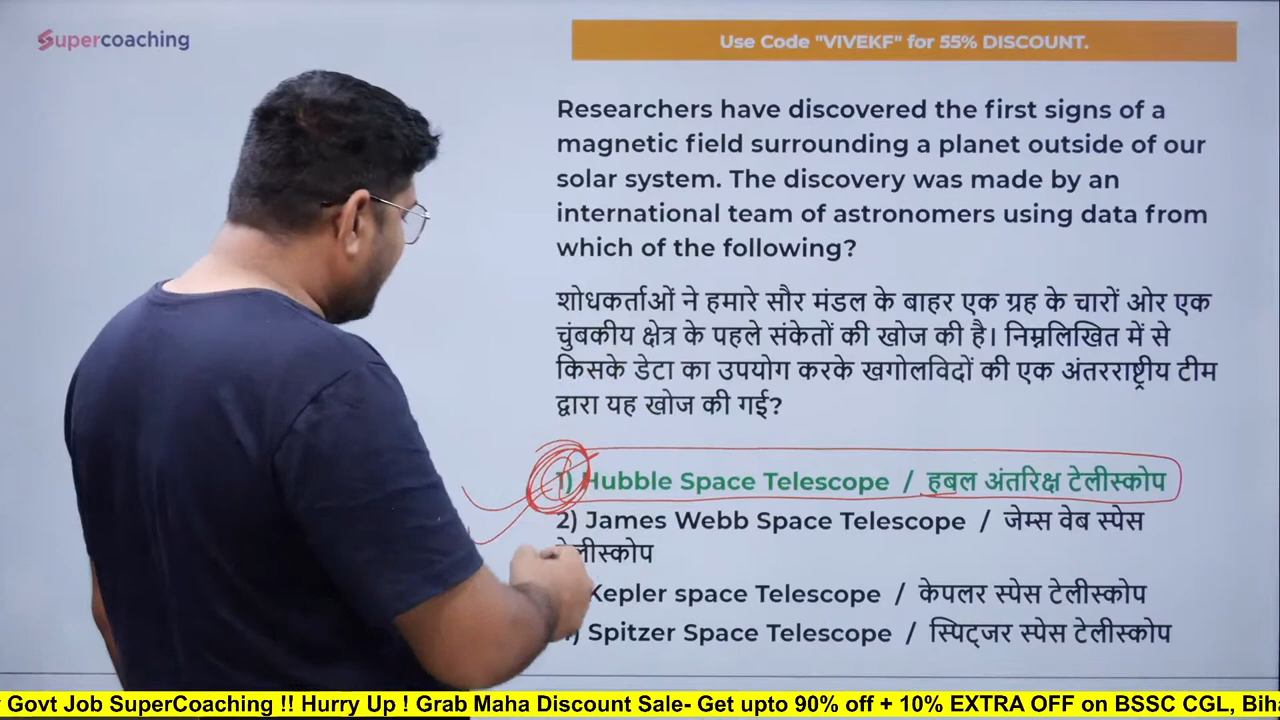 Supercoaching
Use Code "VIVEKF" for 55% DISCOUNT.
Researchers have discovered the first signs of a
magnetic field surrounding a planet outside of our
solar system. The discovery was made by an
international team of astronomers using data from
which of the following?
शोधकर्ताओं ने हमारे सौर मंडल के बाहर एक ग्रह के चारों ओर एक
चुंबकीय क्षेत्र के पहले संकेतों की खोज की है। निम्नलिखित में से
किसके डेटा का उपयोग करके खगोलविदों की एक अंतरराष्ट्रीय टीम
द्वारा यह खोज की गई?
1) Hubble Space Telescope / हबल अंतरिक्ष टेलीस्कोप
2) James Webb Space Telescope / जेम्स वेब स्पेस
टेलीस्कोप
Kepler space Telescope / केपलर स्पेस टेलीस्कोप
Spitzer Space Telescope / स्पिट्जर स्पेस टेलीस्कोप
Govt Job SuperCoaching !! Hurry Up ! Grab Maha Discount Sale- Get upto 90% off + 10% EXTRA OFF on BSSC CGL,